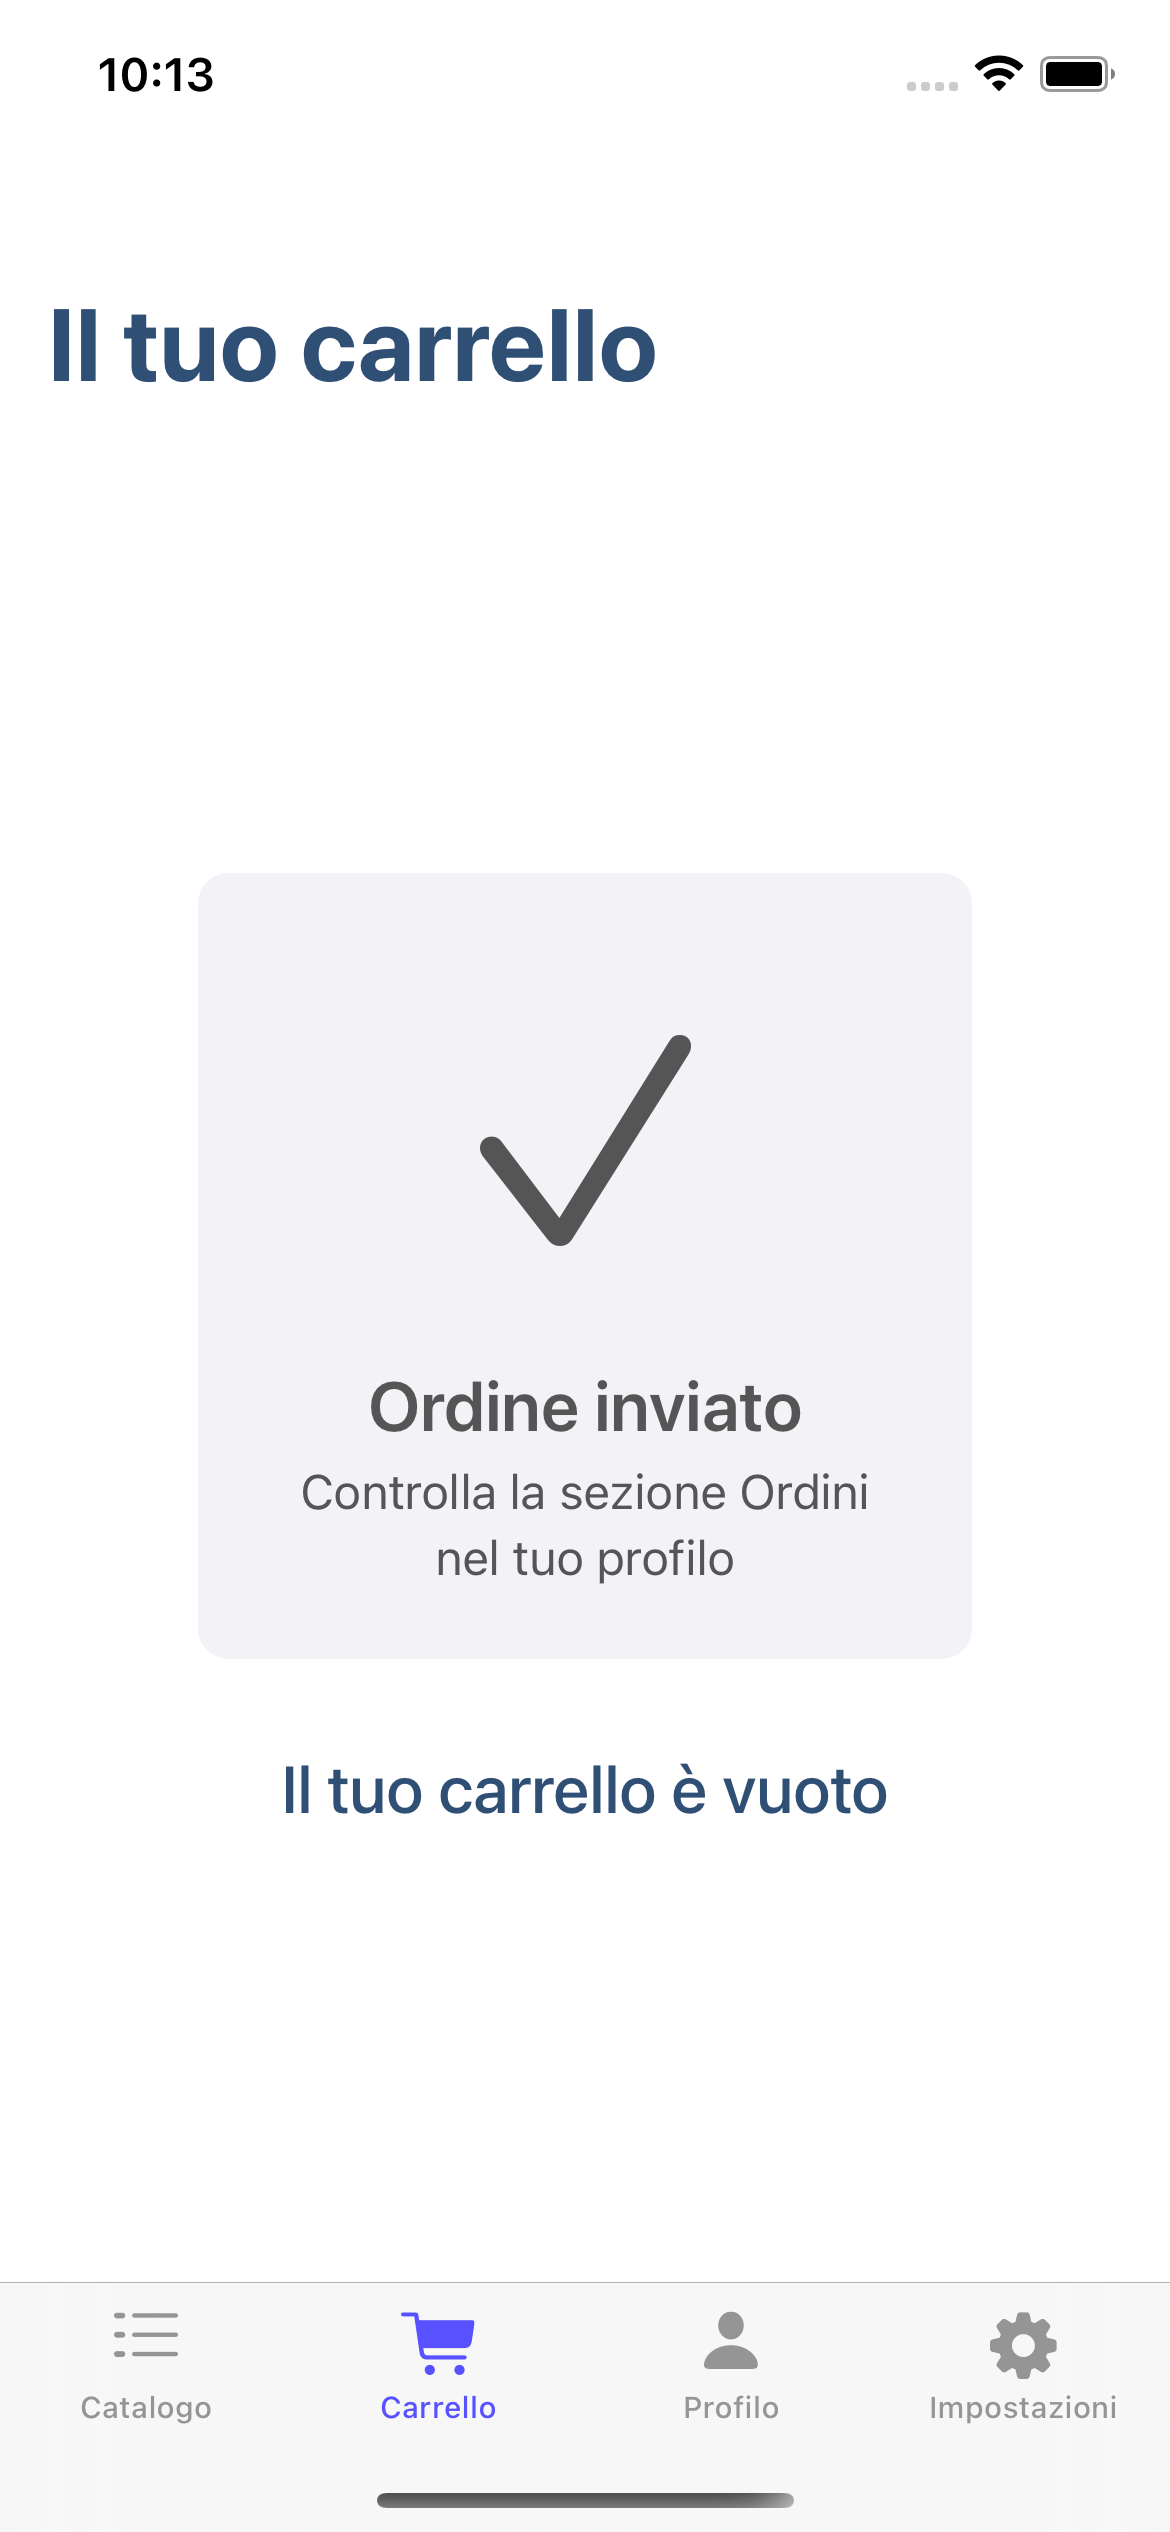 10:13
Il tuo carrello
Ordine inviato
Controlla la sezione Ordini
nel tuo profilo
Il tuo carrello è vuoto
Catalogo
Carrello
Profilo
Impostazioni